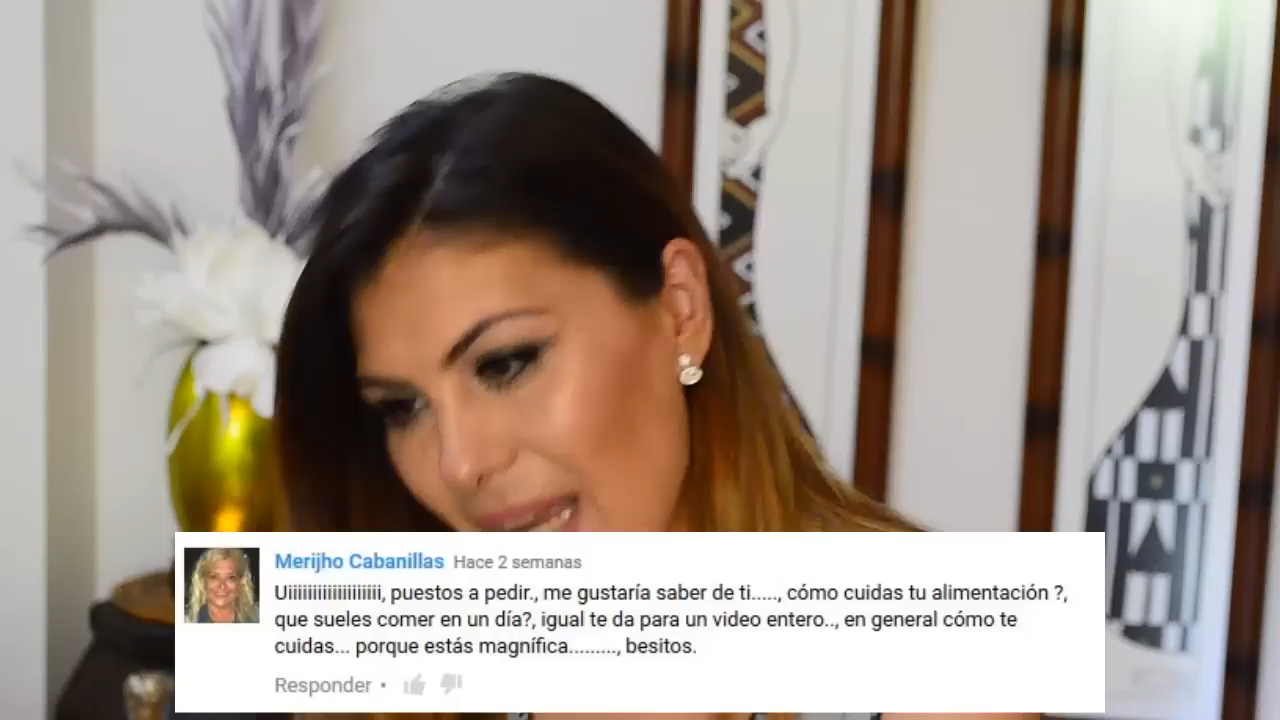 Merijho Cabanillas Hace 2 semanas
Uiiiiiiiiiiiiiiiiiii, puestos a pedir., me gustaría saber de ti....., cómo cuidas tu alimentación ?,
que sueles comer en un día?, igual te da para un video entero.., en general cómo te
cuidas... porque estás magnífica........., besitos.
Responder •